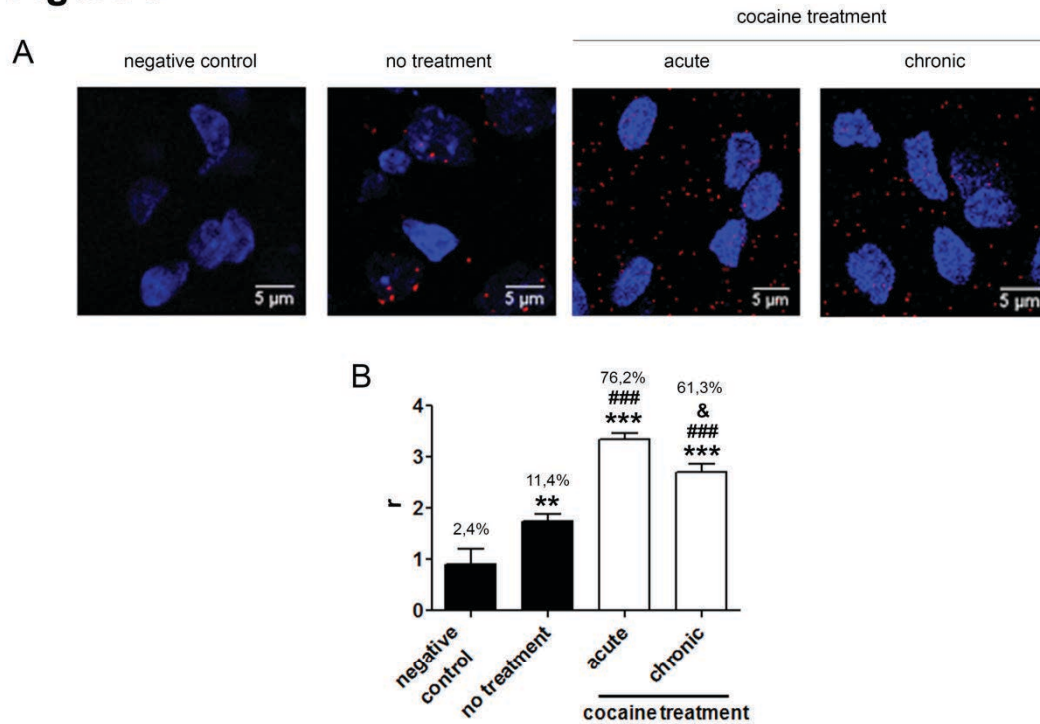 cocaine treatment
A
negative control
no treatment
acute
chronic
5 µm
5 µm
5 µm
5 µm
B
76,2%
###
***
61,3%
&
###
***
11,4%
**
2,4%
4
3
2
1
0
r
negative
control
no treatment
acute
chronic
cocaine treatment